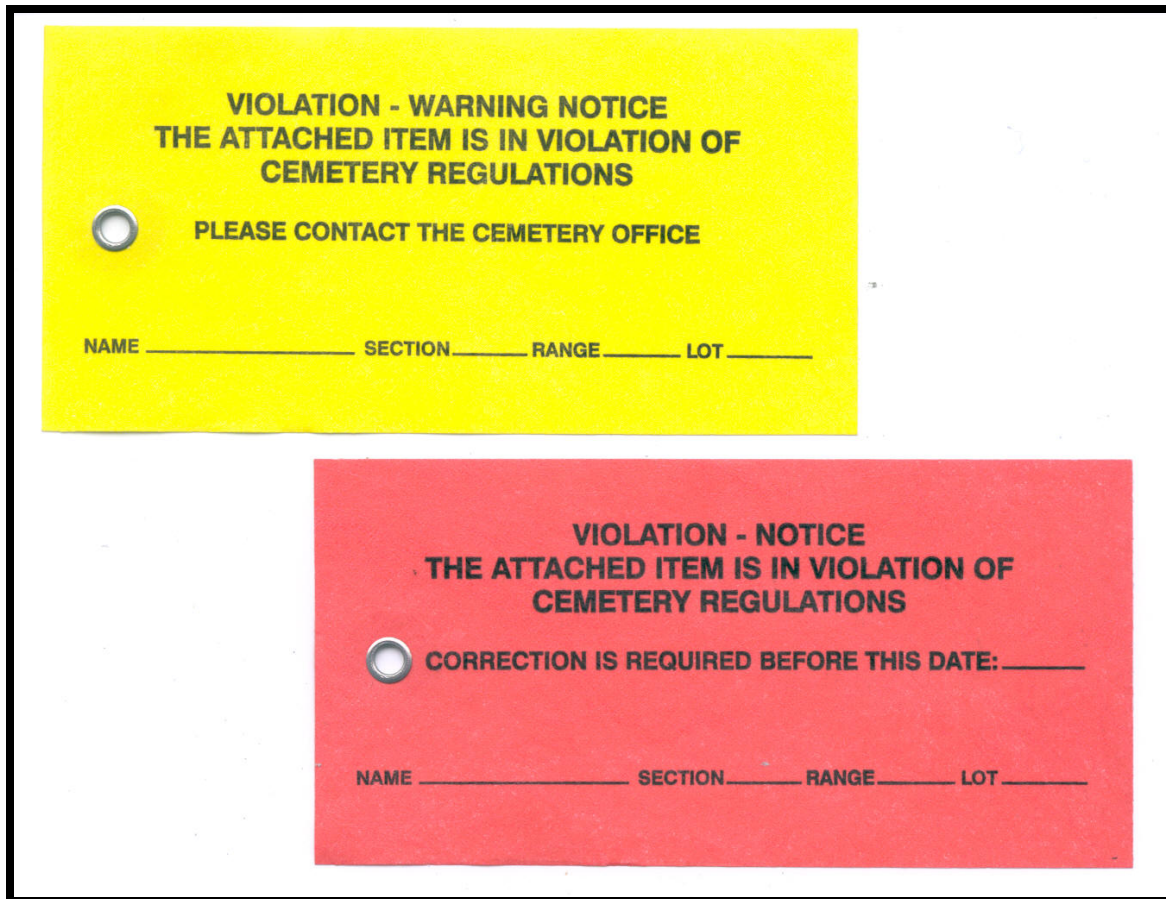 VIOLATION - WARNING NOTICE
THE ATTACHED ITEM IS IN VIOLATION OF
CEMETERY REGULATIONS
PLEASE CONTACT THE CEMETERY OFFICE
NAME SECTION RANGE LOT
VIOLATION - NOTICE
THE ATTACHED ITEM IS IN VIOLATION OF
CEMETERY REGULATIONS
CORRECTION IS REQUIRED BEFORE THIS DATE:
NAME SECTION RANGE LOT